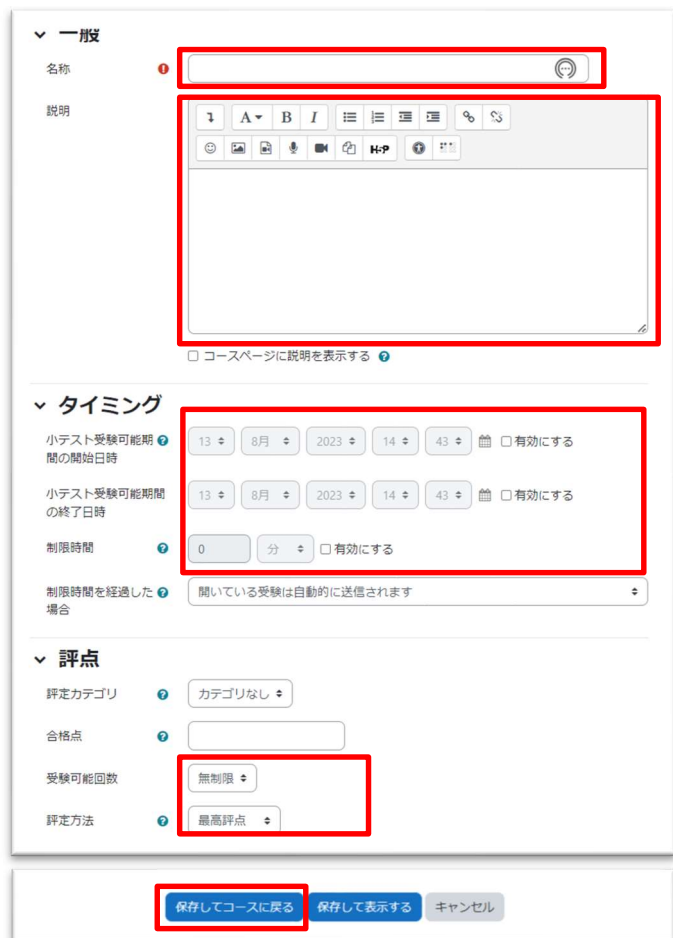 一般
名称
説明
A B I
H-P
コースページに説明を表示する
タイミング
小テスト受験可能期間の開始日時 13 8月 2023 14 43 有効にする
小テスト受験可能期間の終了日時 13 8月 2023 14 43 有効にする
制限時間 0 分 有効にする
制限時間を経過した場合 開いている受験は自動的に送信されます
評点
評定カテゴリ カテゴリなし
合格点
受験可能回数 無制限
評定方法 最高評点
保存してコースに戻る 保存して表示する キャンセル